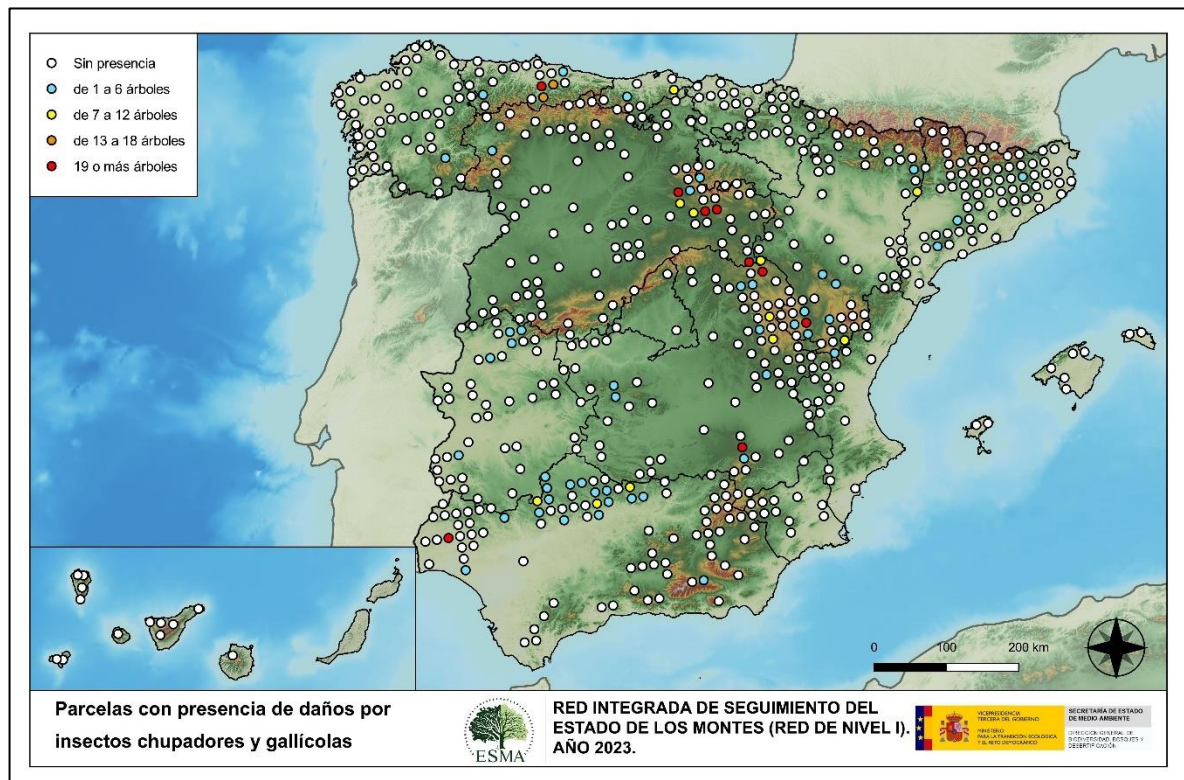 Sin presencia
de 1 a 6 árboles
de 7 a 12 árboles
de 13 a 18 árboles
19 o más árboles
0 100 200 km
Parcelas con presencia de daños por
insectos chupadores y gallícolas
ESMA
RED INTEGRADA DE SEGUIMIENTO DEL
ESTADO DE LOS MONTES (RED DE NIVEL I).
AÑO 2023.
VICEPRESIDENCIA
TERCERA DEL GOBIERNO
MINISTERIO
PARA LA TRANSICIÓN ECOLÓGICA
Y EL RETO DEMOGRÁFICO
SECRETARÍA DE ESTADO
DE MEDIO AMBIENTE
DIRECCIÓN GENERAL DE
BIODIVERSIDAD, BOSQUES Y
DESERTIFICACIÓN